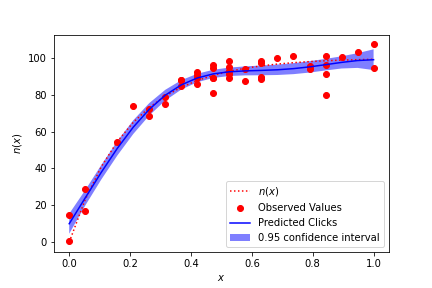 100
80
60
40
20
0
n(x)
0.0 0.2 0.4 0.6 0.8 1.0
x
n(x)
Observed Values
Predicted Clicks
0.95 confidence interval